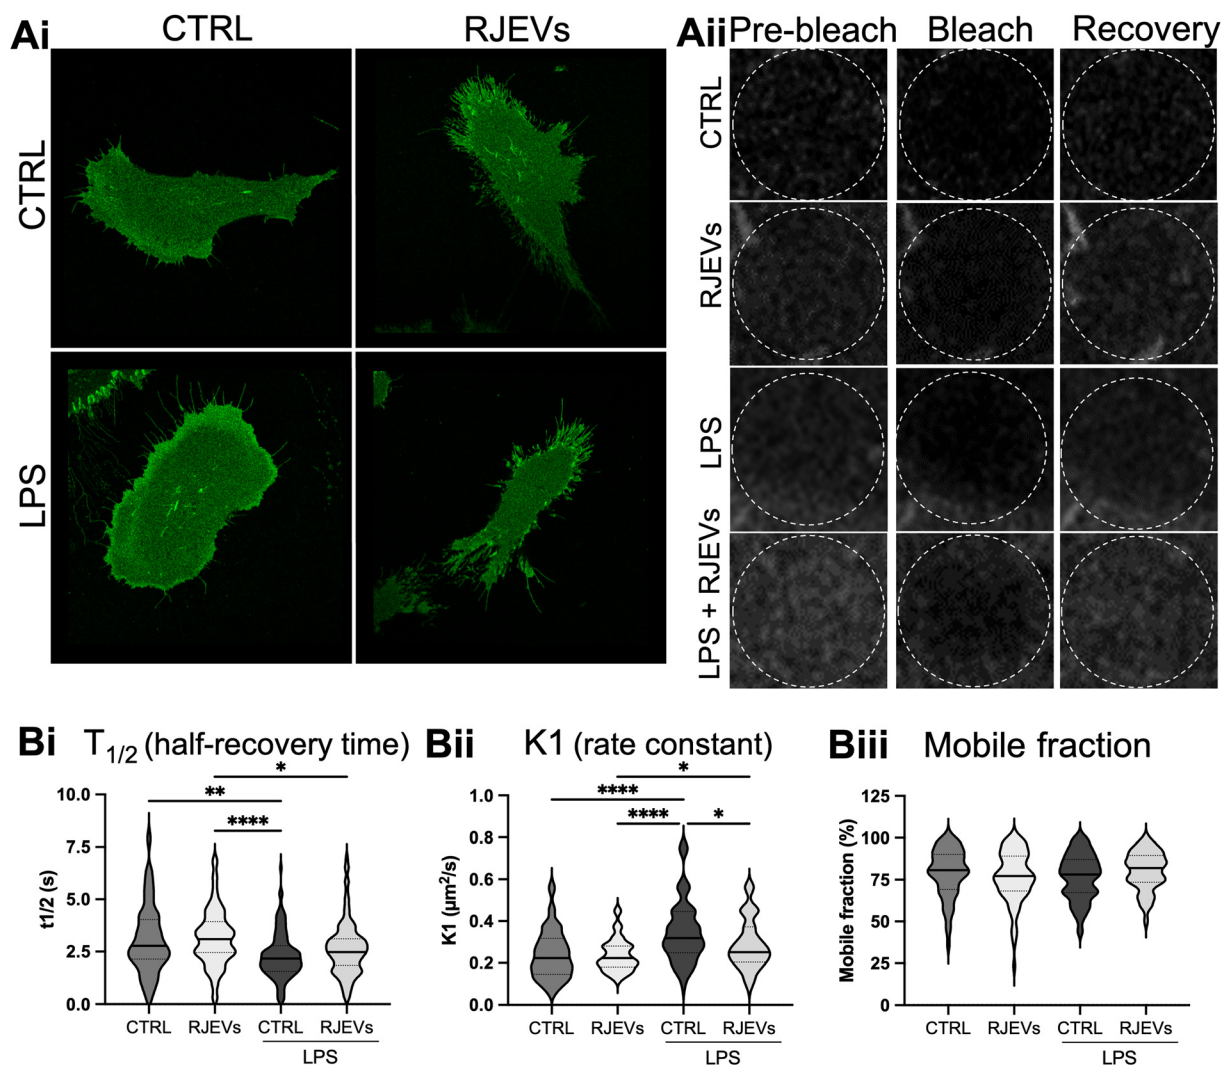 Ai
CTRL
RJEVs
CTRL
LPS
Aii
Pre-bleach
Bleach
Recovery
CTRL
RJEVs
LPS
LPS + RJEVs
Bi
T1/2 (half-recovery time)
*
**
****
10.0
7.5
5.0
2.5
0.0
t1/2 (s)
CTRL
RJEVs
CTRL
RJEVs
LPS
Bii
K1 (rate constant)
*
****
****
*
1.0
0.8
0.6
0.4
0.2
0.0
K1 (μm²/s)
CTRL
RJEVs
CTRL
RJEVs
LPS
Biii
Mobile fraction
125
100
75
50
25
0
Mobile fraction (%)
CTRL
RJEVs
CTRL
RJEVs
LPS